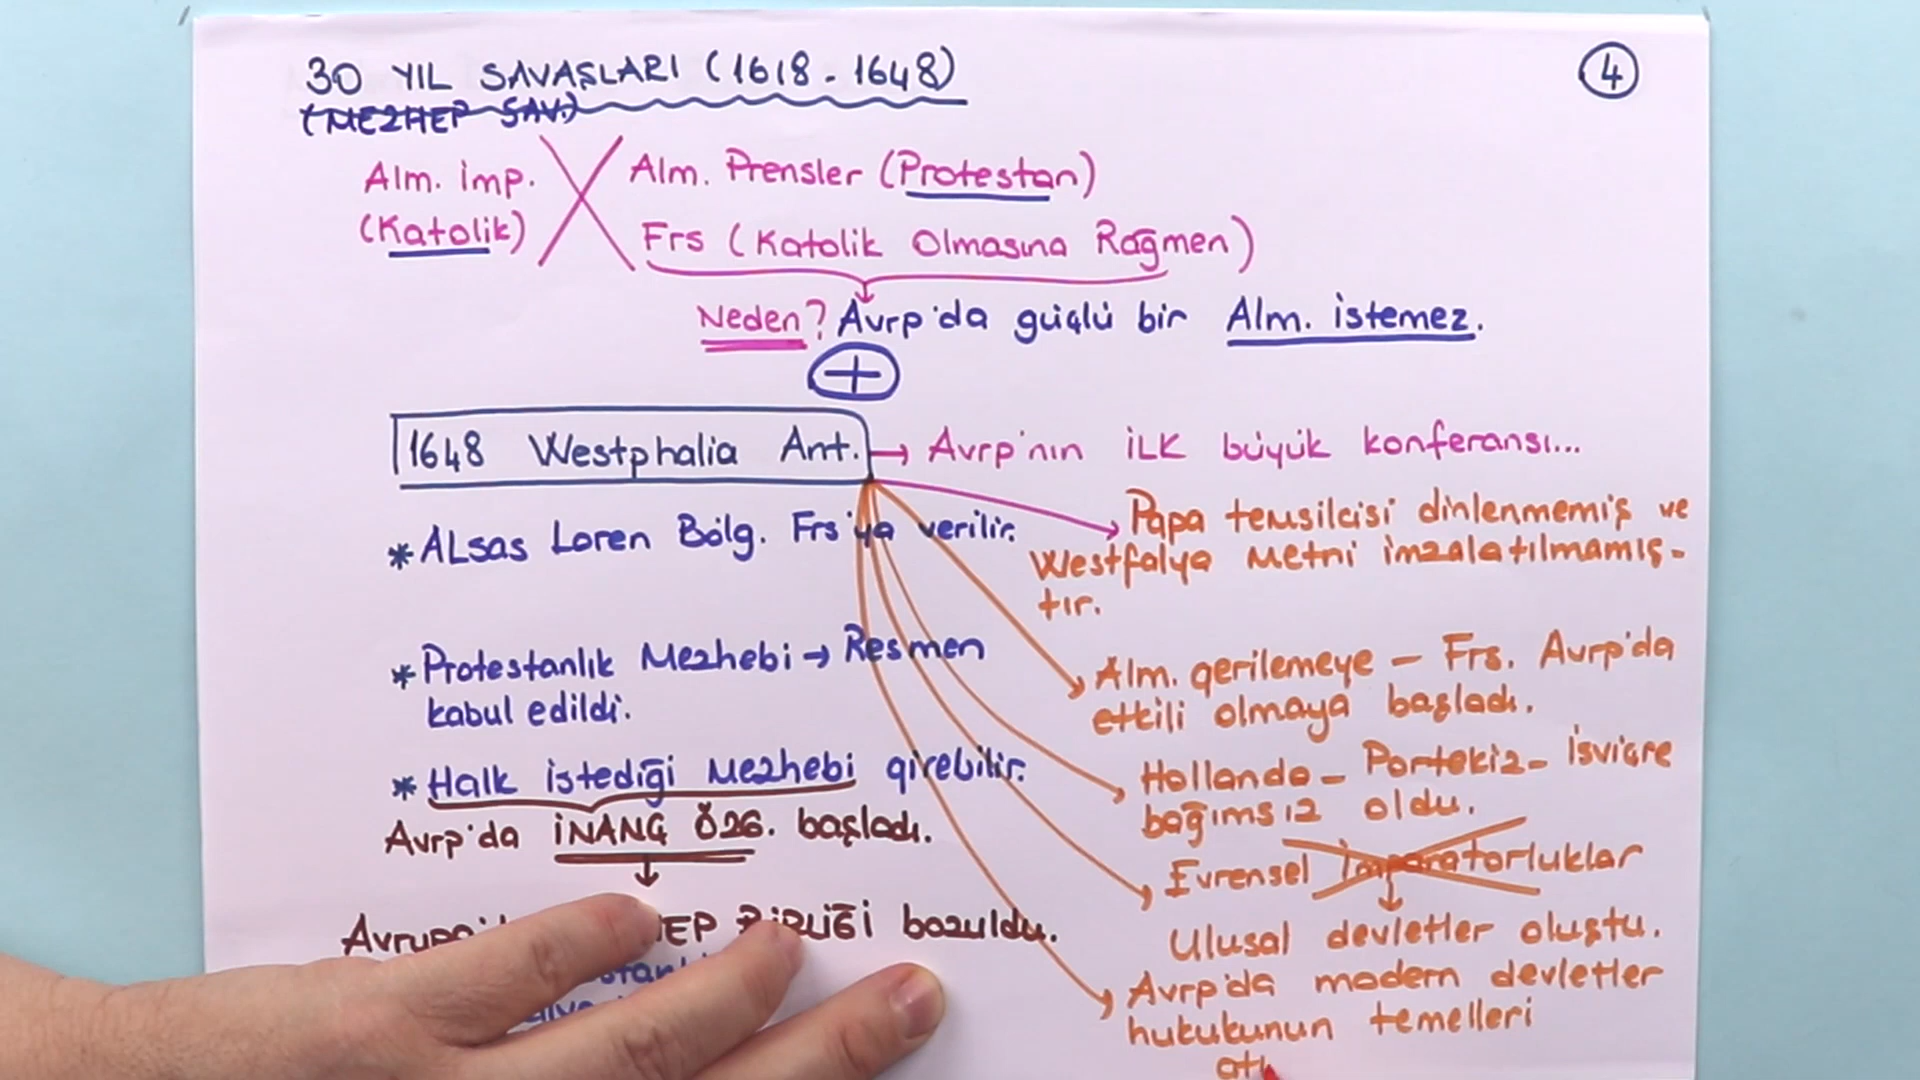 30 YIL SAVAŞLARI (1618-1648)
4
(MEZHEP SAV.)
Alm. İmp.
(Katolik)
Alm. Prensler (Protestan)
Frs (Katolik Olmasına Rağmen)
Neden? Avrp'da güçlü bir Alm. istemez.
+
1648 Westphalia Ant. → Avrp'nın İLK büyük konferansı...
* ALsas Loren Bölg. Frs'ya verilir.
* Protestanlık Mezhebi → Resmen
kabul edildi.
* Halk istediği Mezhebi girebilir.
Avrp'da İNANÇ ÖZG. başladı.
BİRLİĞİ bozuldu.
Papa temsilcisi dinlenmemiş ve
Westfalya Metni imzalatılmamış-
tır.
Alm. gerilemeye - Frs. Avrp'da
etkili olmaya başladı.
Hollanda - Portekiz - İsviçre
bağımsız oldu.
Evrensel İmparatorluklar
Ulusal devletler oluştu.
Avrp'da modern devletler
hukukunun temelleri